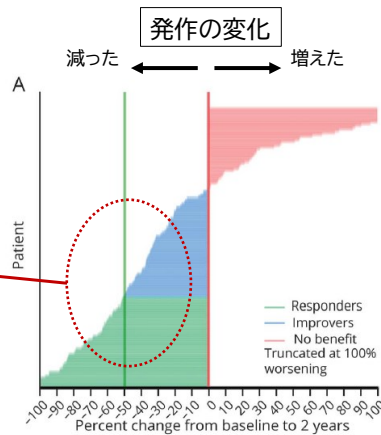 発作の変化
減った
増えた
A
Patient
Responders
Improvers
No benefit
Truncated at 100%
worsening
-100 -90 -80 -70 -60 -50 -40 -30 -20 -10 0 10 20 30 40 50 60 70 80 90 100
Percent change from baseline to 2 years